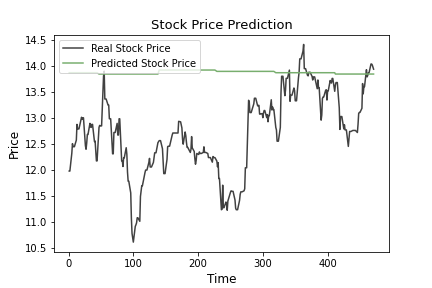 Stock Price Prediction
Real Stock Price
Predicted Stock Price
Price
14.5
14.0
13.5
13.0
12.5
12.0
11.5
11.0
10.5
0 100 200 300 400
Time